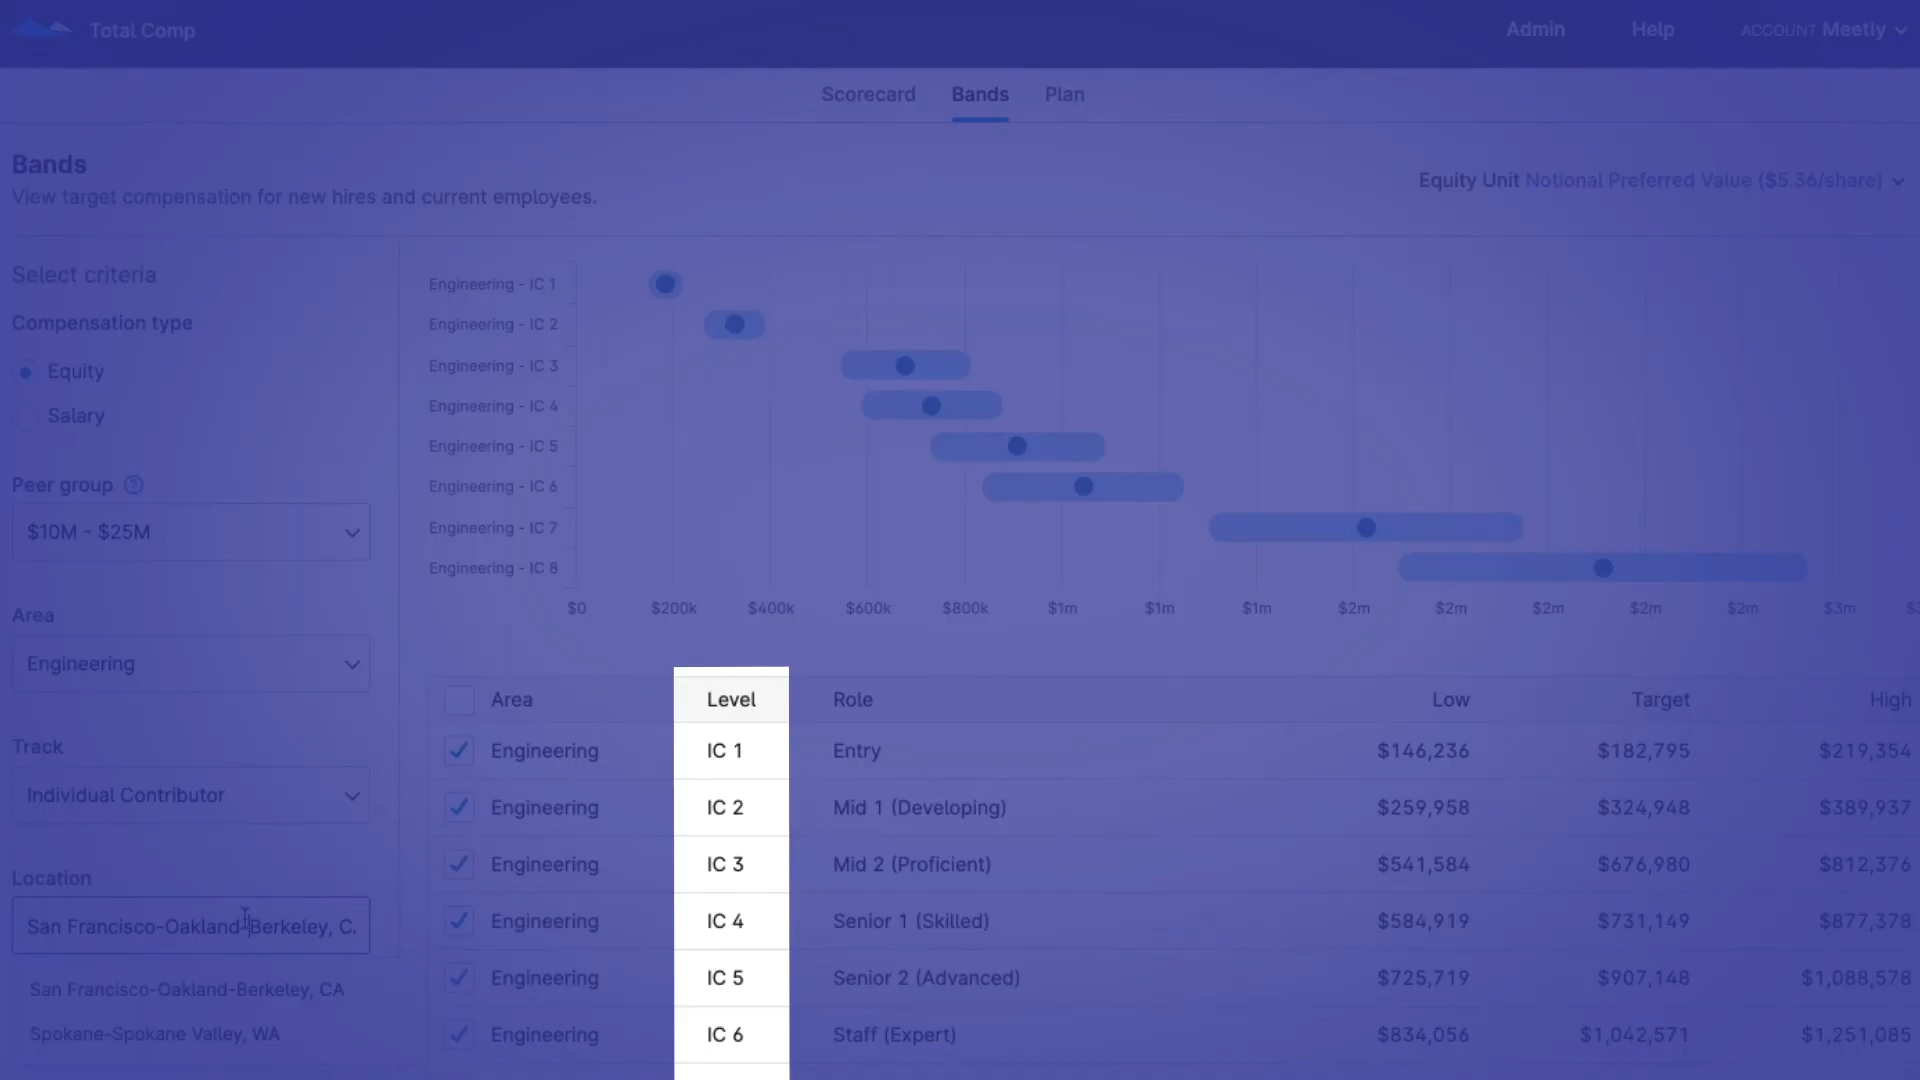 Total Comp
Admin
Help
ACCOUNT Meetly
Scorecard
Bands
Plan
Bands
View target compensation for new hires and current employees.
Equity Unit Notional Preferred Value ($5.36/share)
Select criteria
Compensation type
Equity
Salary
Peer group
$10M - $25M
Area
Engineering
Track
Individual Contributor
Location
San Francisco-Oakland-Berkeley, C
San Francisco-Oakland-Berkeley, CA
Spokane-Spokane Valley, WA
Engineering - IC 1
Engineering - IC 2
Engineering - IC 3
Engineering - IC 4
Engineering - IC 5
Engineering - IC 6
Engineering - IC 7
Engineering - IC 8
$0 $200k $400k $600k $800k $1m $1m $1m $2m $2m $2m $2m $2m $3m
Area Level Role Low Target High
Engineering IC 1 Entry $146,236 $182,795 $219,354
Engineering IC 2 Mid 1 (Developing) $259,958 $324,948 $389,937
Engineering IC 3 Mid 2 (Proficient) $541,584 $676,980 $812,376
Engineering IC 4 Senior 1 (Skilled) $584,919 $731,149 $877,378
Engineering IC 5 Senior 2 (Advanced) $725,719 $907,148 $1,088,578
Engineering IC 6 Staff (Expert) $834,056 $1,042,571 $1,251,085